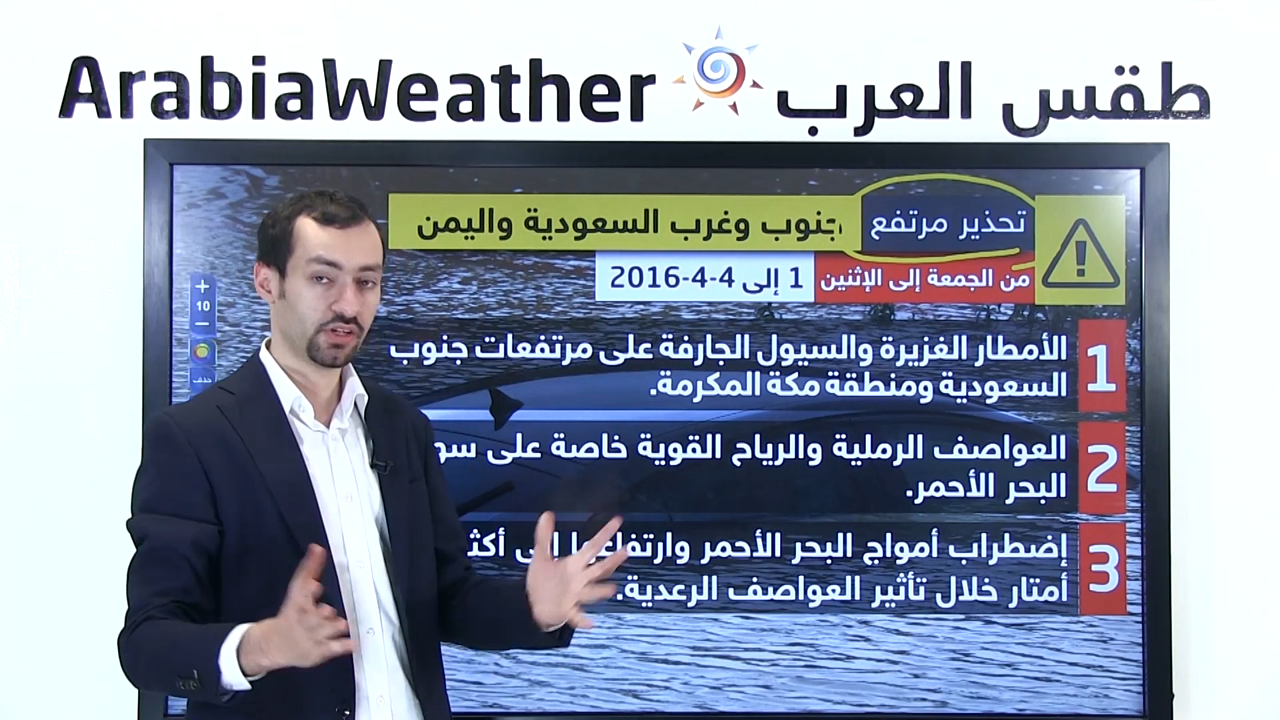 ArabiaWeather طقس العرب
تحذير مرتفع جنوب وغرب السعودية واليمن
من الجمعة إلى الإثنين 1 إلى 4-4-2016
+
10
−
حذف
1 الأمطار الغزيرة والسيول الجارفة على مرتفعات جنوب
السعودية ومنطقة مكة المكرمة.
2 العواصف الرملية والرياح القوية خاصة على
البحر الأحمر.
3 إضطراب أمواج البحر الأحمر وارتفاعها إلى
أمتار خلال تأثير العواصف الرعدية.